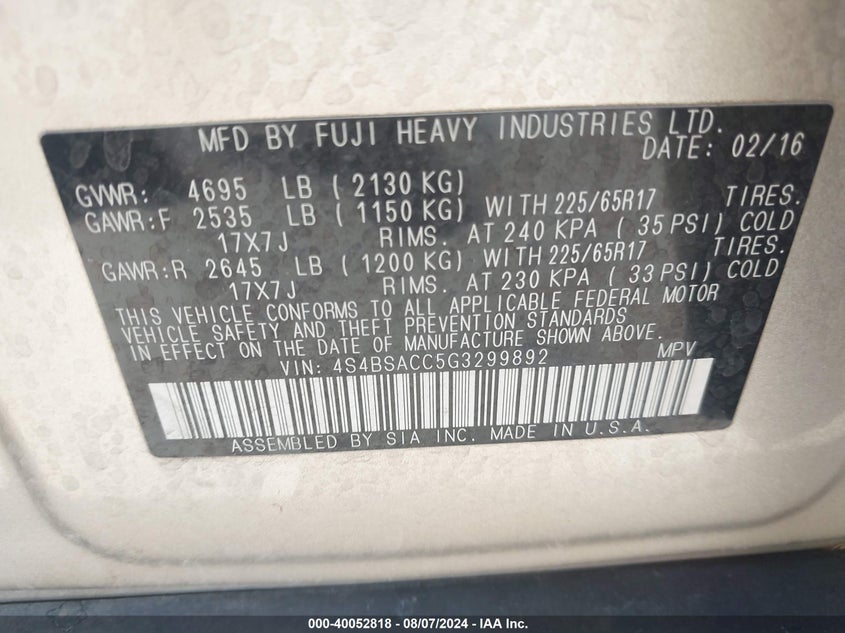 MFD BY FUJI HEAVY INDUSTRIES LTD.
DATE: 02/16
GVWR: 4695 LB ( 2130 KG)
GAWR:F 2535 LB ( 1150 KG) WITH 225/65R17 TIRES.
17X7J RIMS. AT 240 KPA ( 35 PSI) COLD
GAWR:R 2645 LB ( 1200 KG) WITH 225/65R17 TIRES.
17X7J RIMS. AT 230 KPA ( 33 PSI) COLD
THIS VEHICLE CONFORMS TO ALL APPLICABLE FEDERAL MOTOR
VEHICLE SAFETY AND THEFT PREVENTION STANDARDS
IN EFFECT ON THE DATE OF MANUFACTURE SHOWN ABOVE.
VIN: 4S4BSACC5G3299892 MPV
ASSEMBLED BY SIA INC. MADE IN U.S.A.
000-40052818 - 08/07/2024 - IAA Inc.